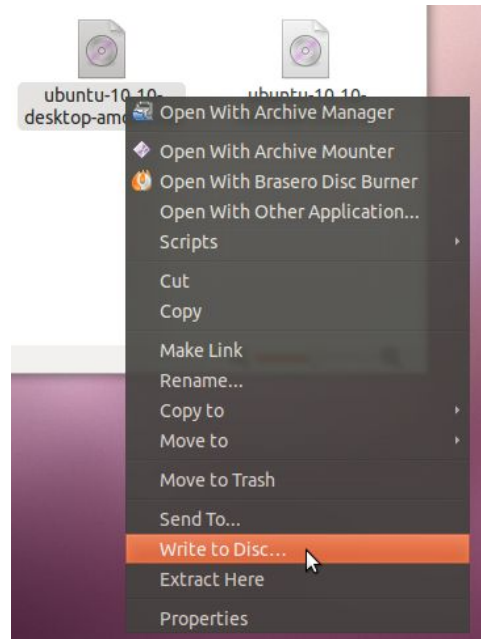 ubuntu-10.10- ubuntu-10.10-
desktop-am
Open With Archive Manager
Open With Archive Mounter
Open With Brasero Disc Burner
Open With Other Application...
Scripts
Cut
Copy
Make Link
Rename...
Copy to
Move to
Move to Trash
Send To...
Write to Disc...
Extract Here
Properties